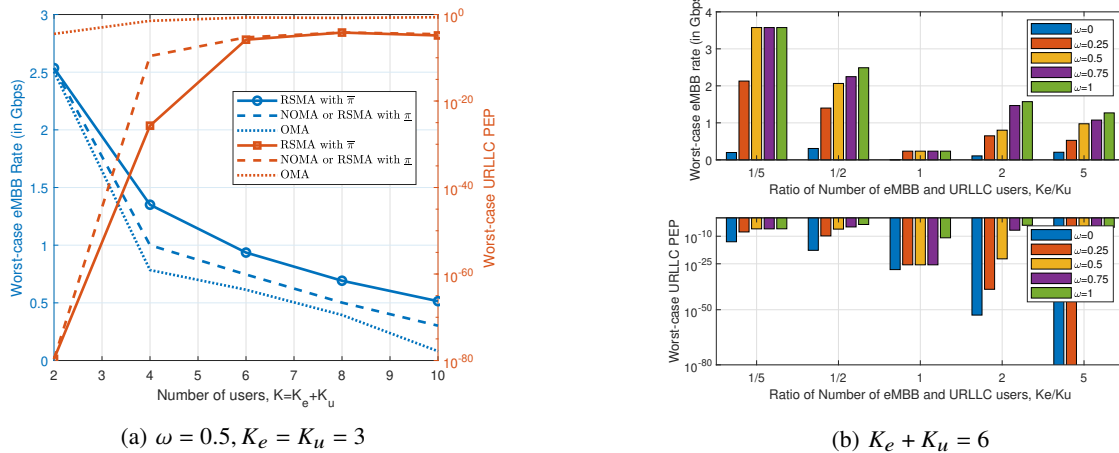 3
2.5
2
1.5
1
0.5
0
Worst-case eMBB Rate (in Gbps)
10^0
10^-20
10^-40
10^-60
10^-80
Worst-case URLLC PEP
RSMA with π̅
NOMA or RSMA with π̲
OMA
RSMA with π̅
NOMA or RSMA with π̲
OMA
2 3 4 5 6 7 8 9 10
Number of users, K=K_e+K_u
(a) ω = 0.5, K_e = K_u = 3
Worst-case eMBB rate (in Gbps)
4
3
2
1
0
ω=0
ω=0.25
ω=0.5
ω=0.75
ω=1
1/5 1/2 1 2 5
Ratio of Number of eMBB and URLLC users, Ke/Ku
Worst-case URLLC PEP
10^-10
10^-25
10^-50
10^-80
ω=0
ω=0.25
ω=0.5
ω=0.75
ω=1
1/5 1/2 1 2 5
Ratio of Number of eMBB and URLLC users, Ke/Ku
(b) K_e + K_u = 6